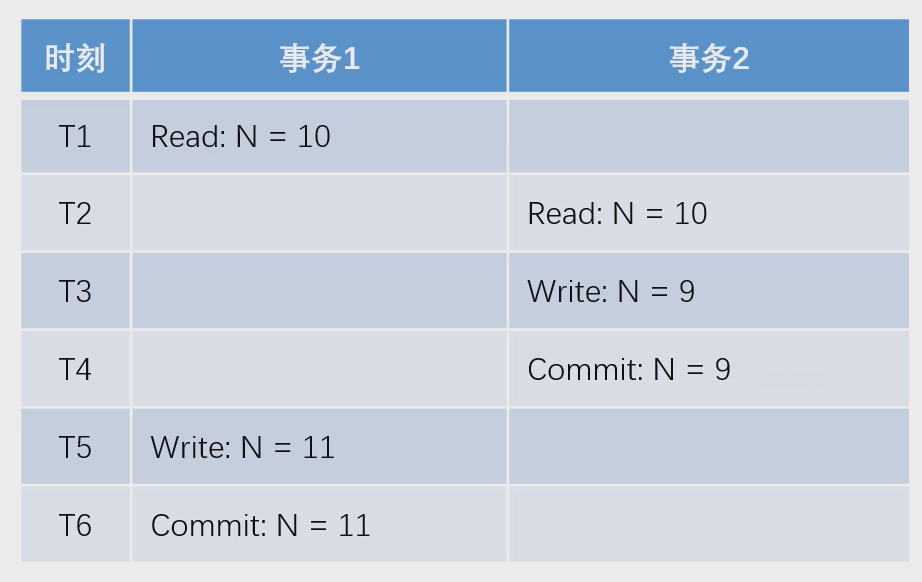 时刻 事务1 事务2
T1 Read: N = 10
T2 Read: N = 10
T3 Write: N = 9
T4 Commit: N = 9
T5 Write: N = 11
T6 Commit: N = 11